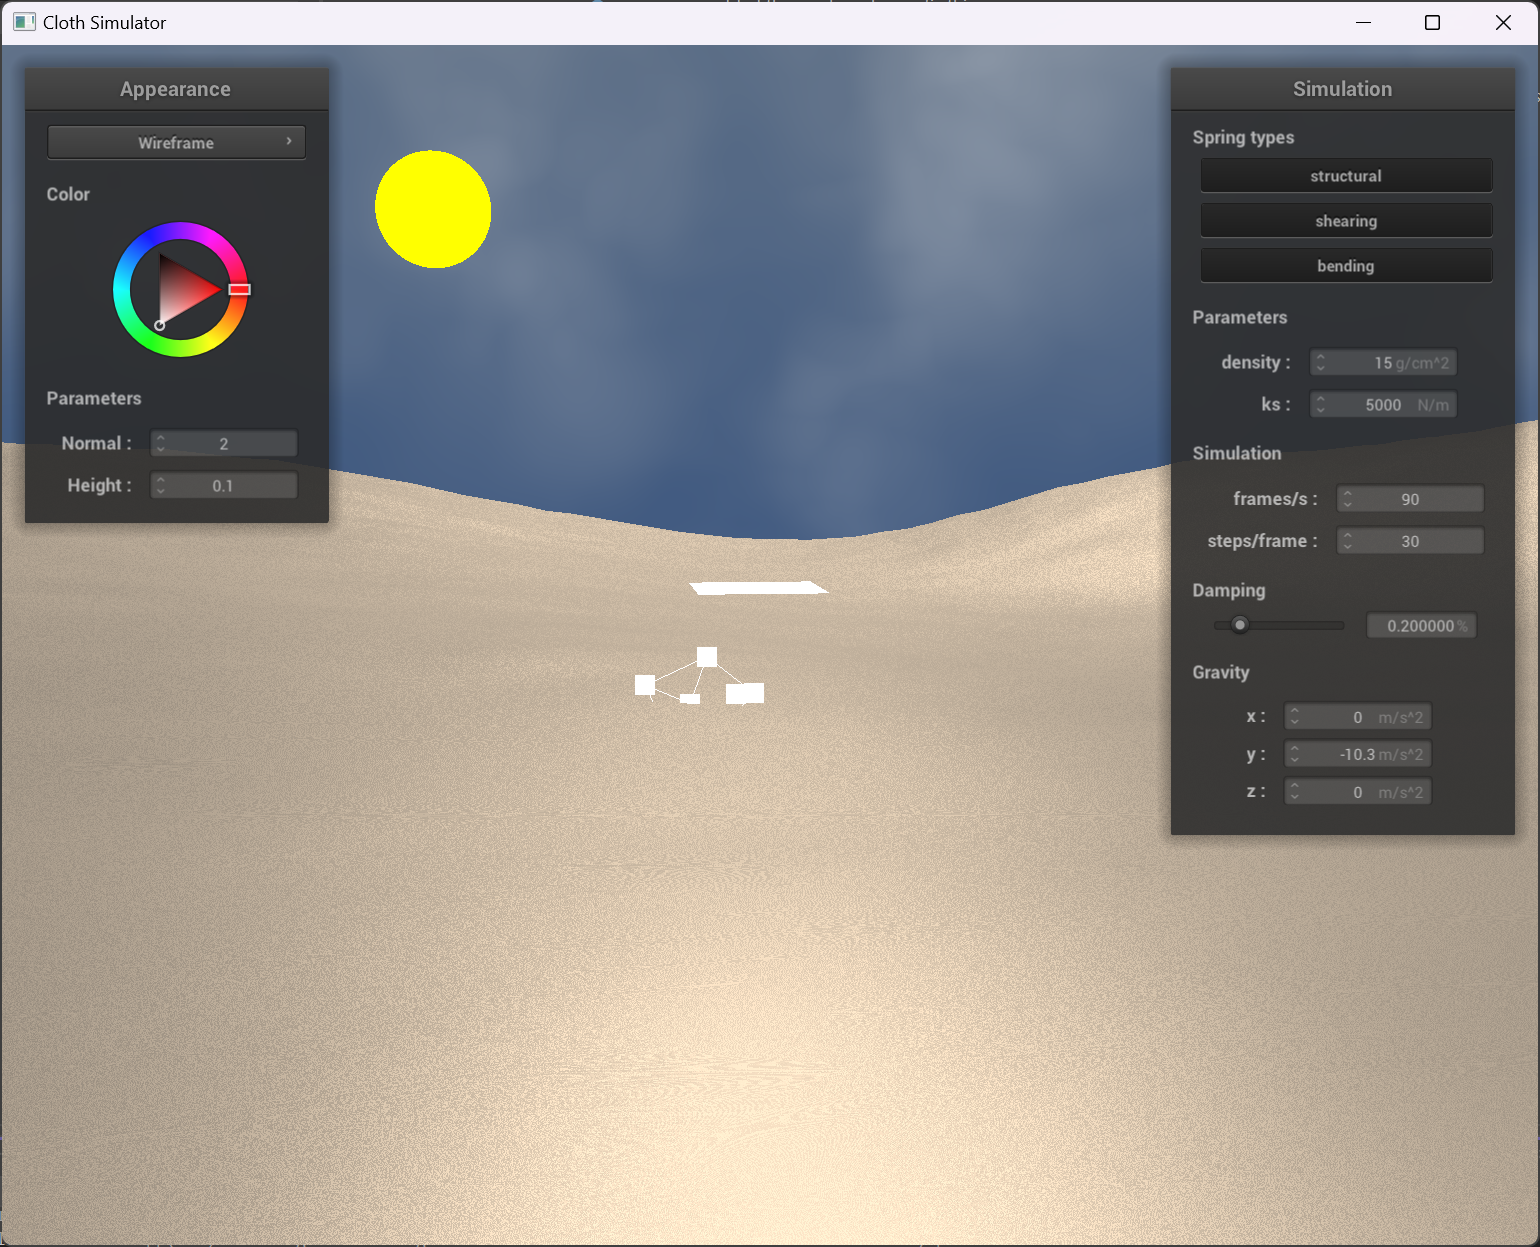 Cloth Simulator
Appearance
Wireframe
Color
Parameters
Normal : 2
Height : 0.1
Simulation
Spring types
structural
shearing
bending
Parameters
density : 15 g/cm^2
ks : 5000 N/m
Simulation
frames/s : 90
steps/frame : 30
Damping
0.200000 %
Gravity
x : 0 m/s^2
y : -10.3 m/s^2
z : 0 m/s^2